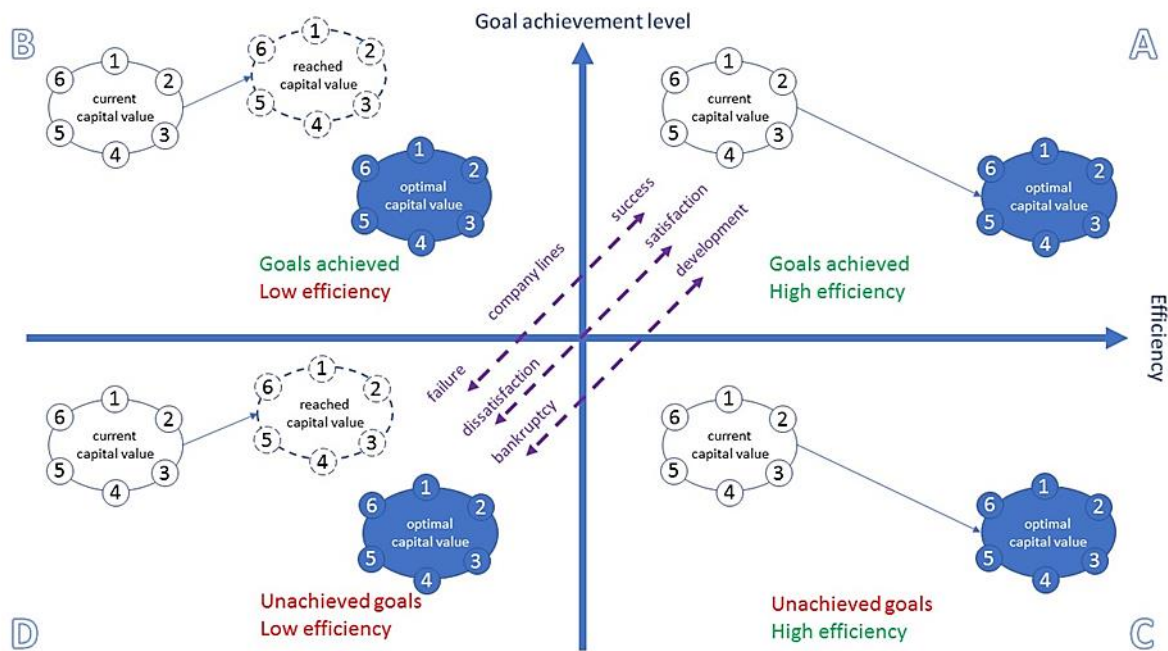 Goal achievement level
B
A
1
2
3
4
5
6
current
capital value
1
2
3
4
5
6
reached
capital value
1
2
3
4
5
6
optimal
capital value
Goals achieved
Low efficiency
1
2
3
4
5
6
current
capital value
1
2
3
4
5
6
optimal
capital value
Goals achieved
High efficiency
company lines
success
satisfaction
development
failure
dissatisfaction
bankruptcy
Efficiency
1
2
3
4
5
6
current
capital value
1
2
3
4
5
6
reached
capital value
1
2
3
4
5
6
optimal
capital value
Unachieved goals
Low efficiency
D
1
2
3
4
5
6
current
capital value
1
2
3
4
5
6
optimal
capital value
Unachieved goals
High efficiency
C